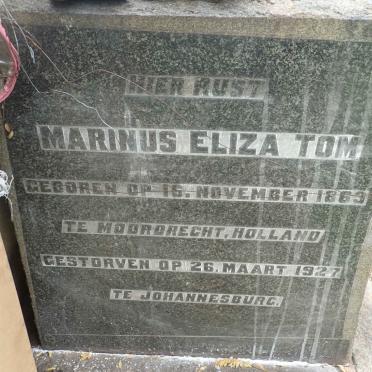 HIER RUST
MARINUS ELIZA TOM
GEBOREN OP 15. NOVEMBER 1869
TE MOORDRECHT, HOLLAND
GESTORVEN OP 26. MAART 1927
TE JOHANNESBURG.